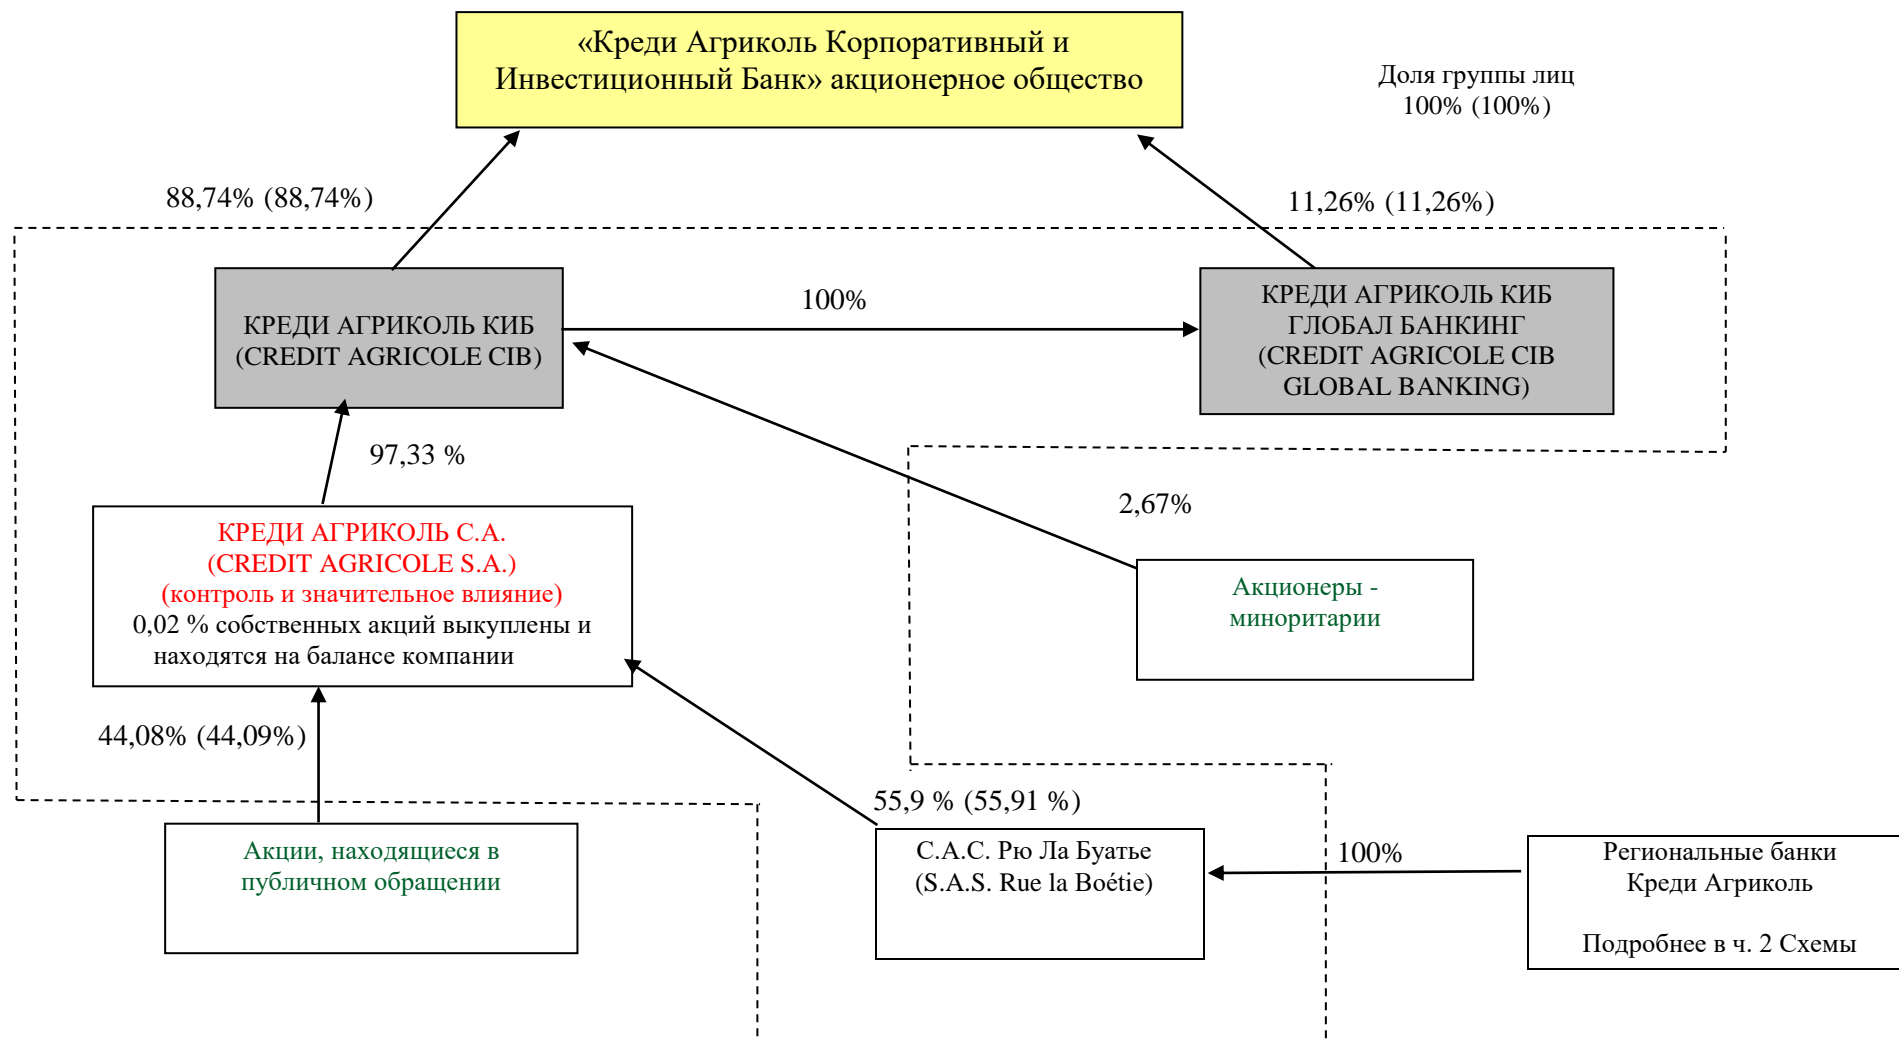 «Креди Агриколь Корпоративный и
Инвестиционный Банк» акционерное общество
Доля группы лиц
100% (100%)
88,74% (88,74%)
11,26% (11,26%)
КРЕДИ АГРИКОЛЬ КИБ
(CREDIT AGRICOLE CIB)
100%
КРЕДИ АГРИКОЛЬ КИБ
ГЛОБАЛ БАНКИНГ
(CREDIT AGRICOLE CIB
GLOBAL BANKING)
97,33 %
2,67%
КРЕДИ АГРИКОЛЬ С.А.
(CREDIT AGRICOLE S.A.)
(контроль и значительное влияние)
0,02 % собственных акций выкуплены и
находятся на балансе компании
Акционеры -
миноритарии
44,08% (44,09%)
55,9 % (55,91 %)
Акции, находящиеся в
публичном обращении
С.А.С. Рю Ла Буатье
(S.A.S. Rue la Boétie)
100%
Региональные банки
Креди Агриколь
Подробнее в ч. 2 Схемы